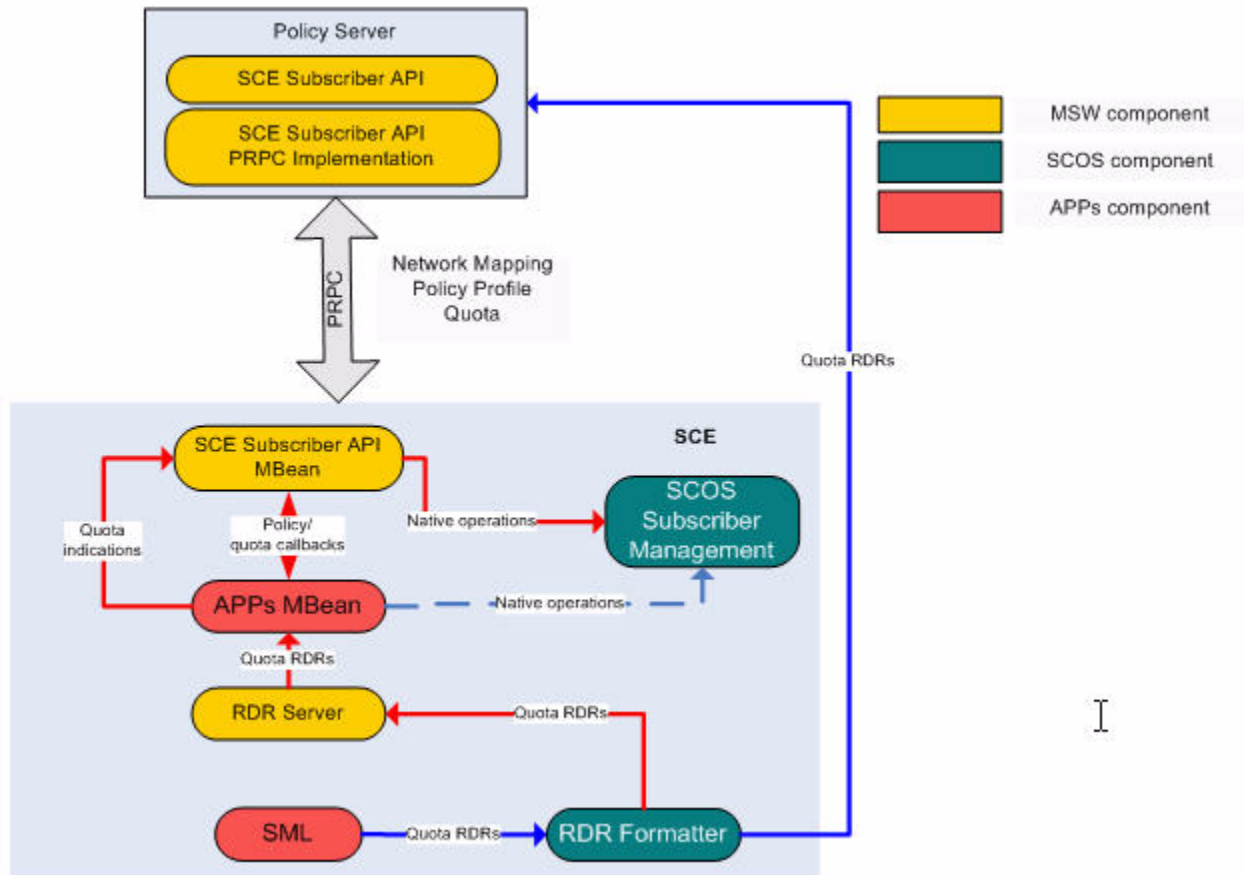 Policy Server
SCE Subscriber API
SCE Subscriber API
PRPC Implementation
MSW component
SCOS component
APPs component
PRPC
Network Mapping
Policy Profile
Quota
Quota RDRs
SCE
SCE Subscriber API
MBean
SCOS
Subscriber
Management
Native operations
Quota
indications
Policy/
quota callbacks
APPs MBean
Native operations
Quota RDRs
RDR Server
Quota RDRs
SML
Quota RDRs
RDR Formatter